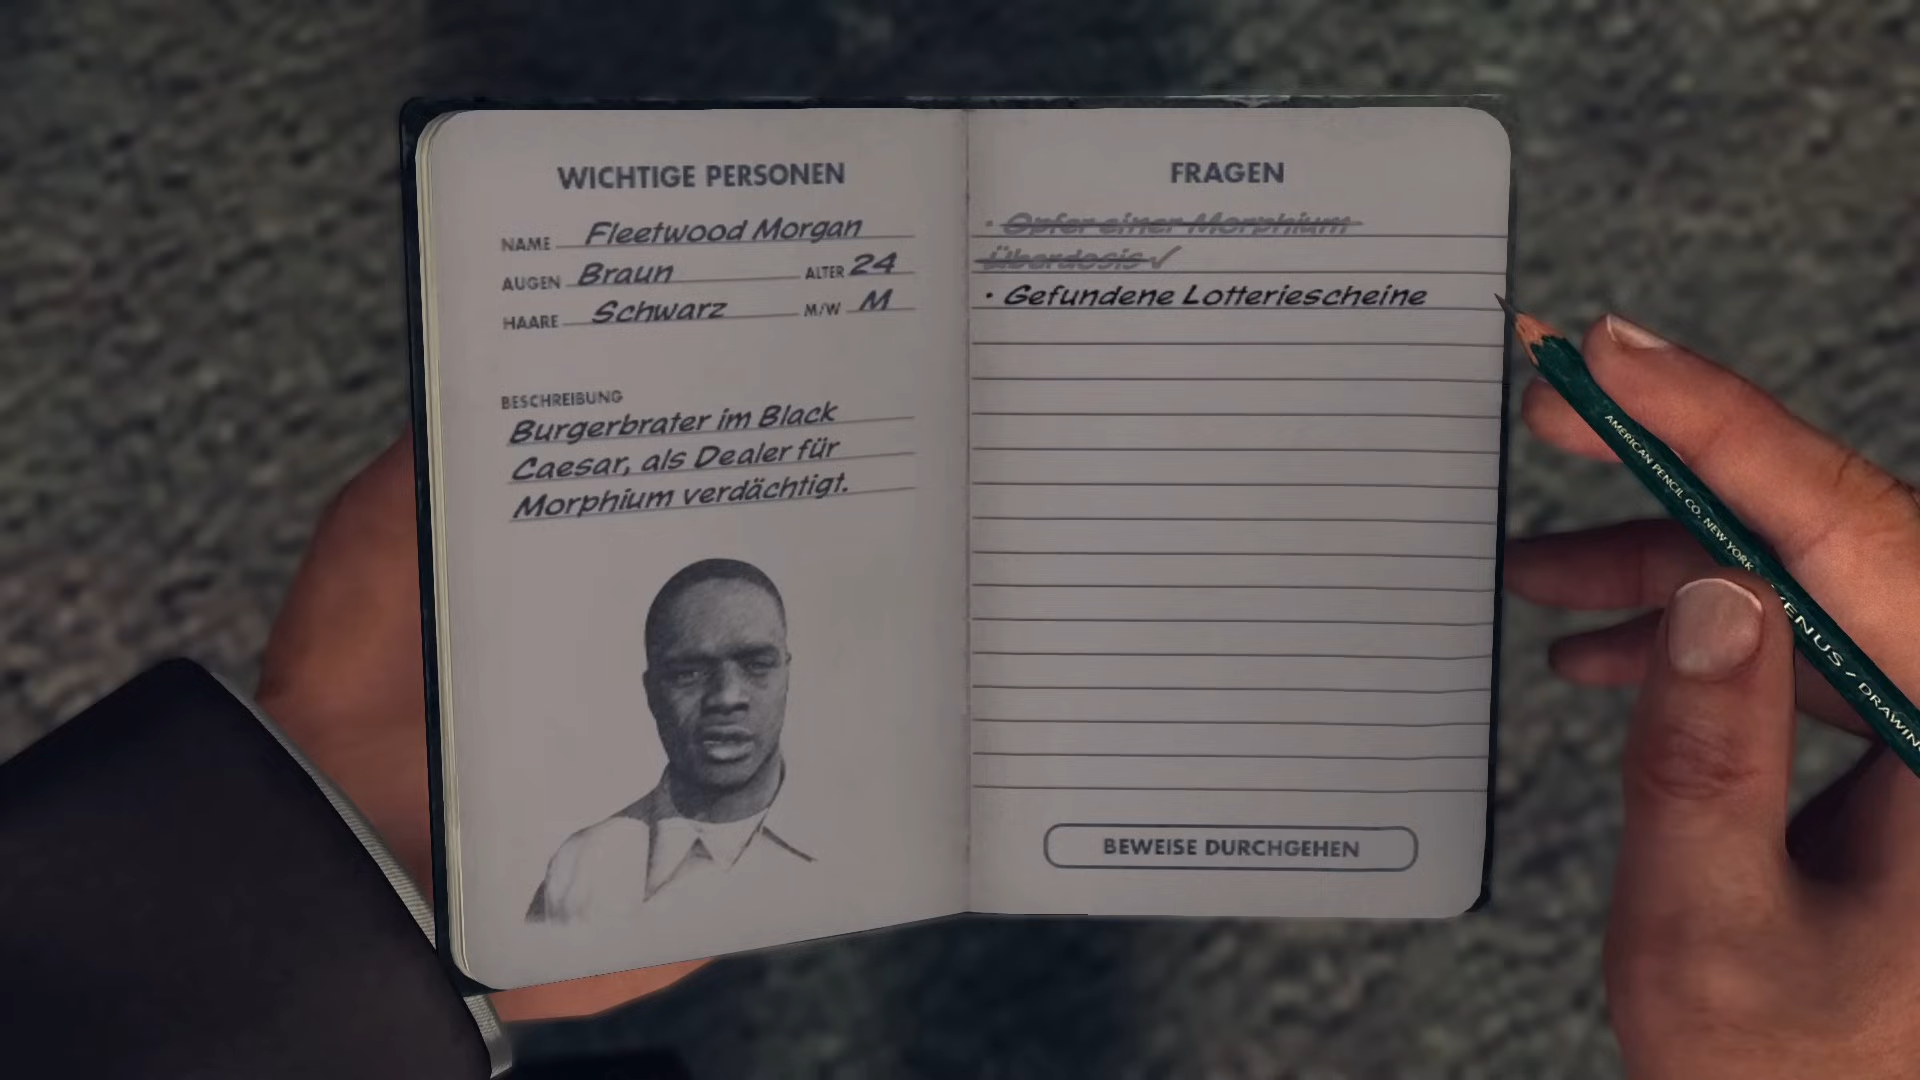 WICHTIGE PERSONEN
NAME Fleetwood Morgan
AUGEN Braun ALTER 24
HAARE Schwarz M/W M
BESCHREIBUNG
Burgerbrater im Black
Caesar, als Dealer für
Morphium verdächtigt.
FRAGEN
· Opfer einer Morphium
Überdosis ✓
· Gefundene Lotteriescheine
BEWEISE DURCHGEHEN
AMERICAN PENCIL CO. NEW YORK
VENUS / DRAWING